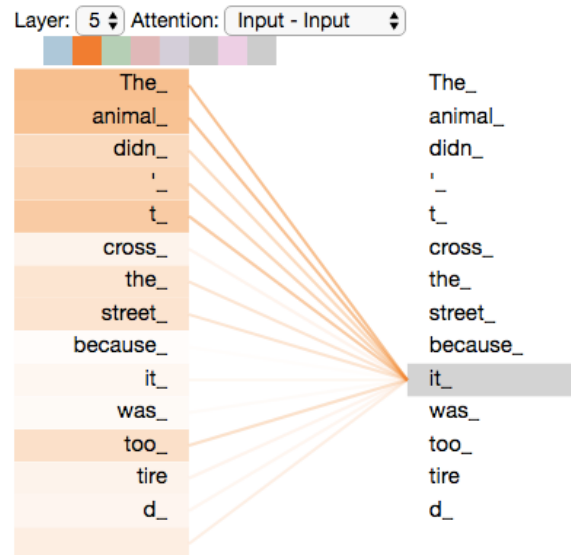 Layer: 5 Attention: Input - Input
The_ The_
animal_ animal_
didn_ didn_
'_ '_
t_ t_
cross_ cross_
the_ the_
street_ street_
because_ because_
it_ it_
was_ was_
too_ too_
tire tire
d_ d_